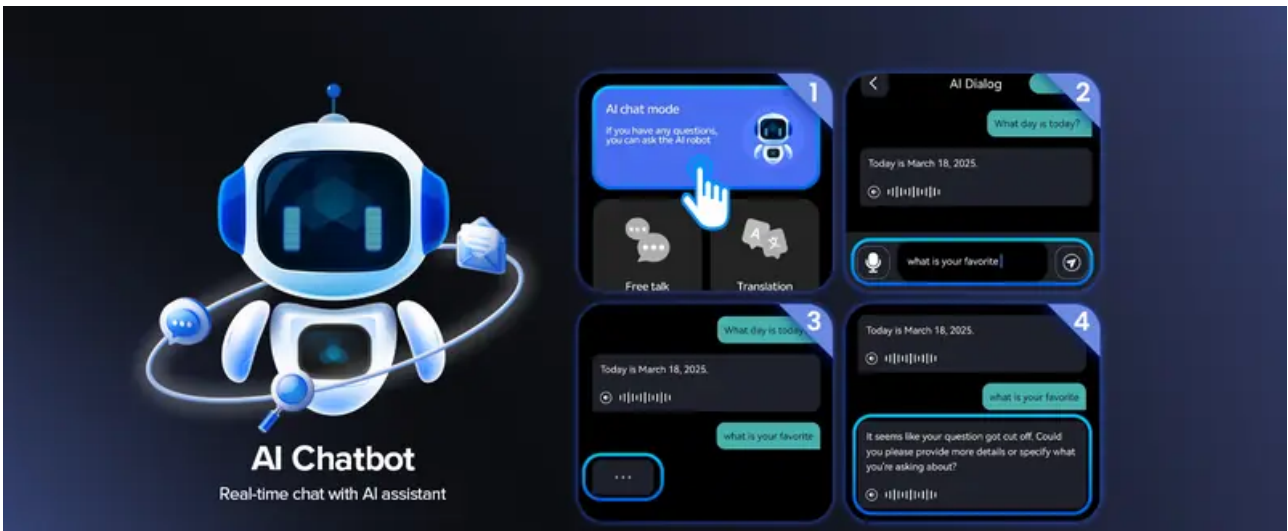 AI Chatbot
Real-time chat with AI assistant
1
AI chat mode
If you have any questions,
you can ask the AI robot
Free talk
Translation
2
AI Dialog
What day is today?
Today is March 18, 2025.
what is your favorite
3
What day is today
Today is March 18, 2025.
what is your favorite
...
4
Today is March 18, 2025.
what is your favorite
It seems like your question got cut off. Could
you please provide more details or specify what
you're asking about?